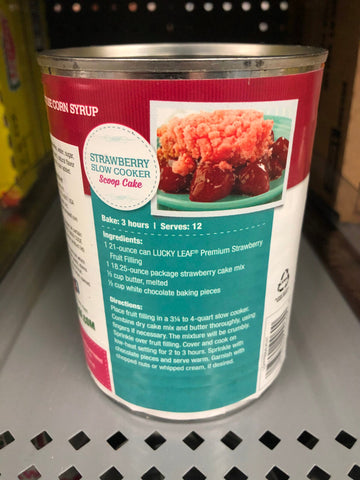 OSE CORN SYRUP
STRAWBERRY
SLOW COOKER
Scoop Cake
Bake: 3 hours | Serves: 12
Ingredients:
1 21-ounce can LUCKY LEAF® Premium Strawberry
Fruit Filling
1 18.25-ounce package strawberry cake mix
½ cup butter, melted
½ cup white chocolate baking pieces
Directions:
Place fruit filling in a 3½ to 4-quart slow cooker.
Combine dry cake mix and butter thoroughly, using
fingers if necessary. The mixture will be crumbly.
Sprinkle over fruit filling. Cover and cook on
low-heat setting for 2 to 3 hours. Sprinkle with
chocolate pieces and serve warm. Garnish with
chopped nuts or whipped cream, if desired.